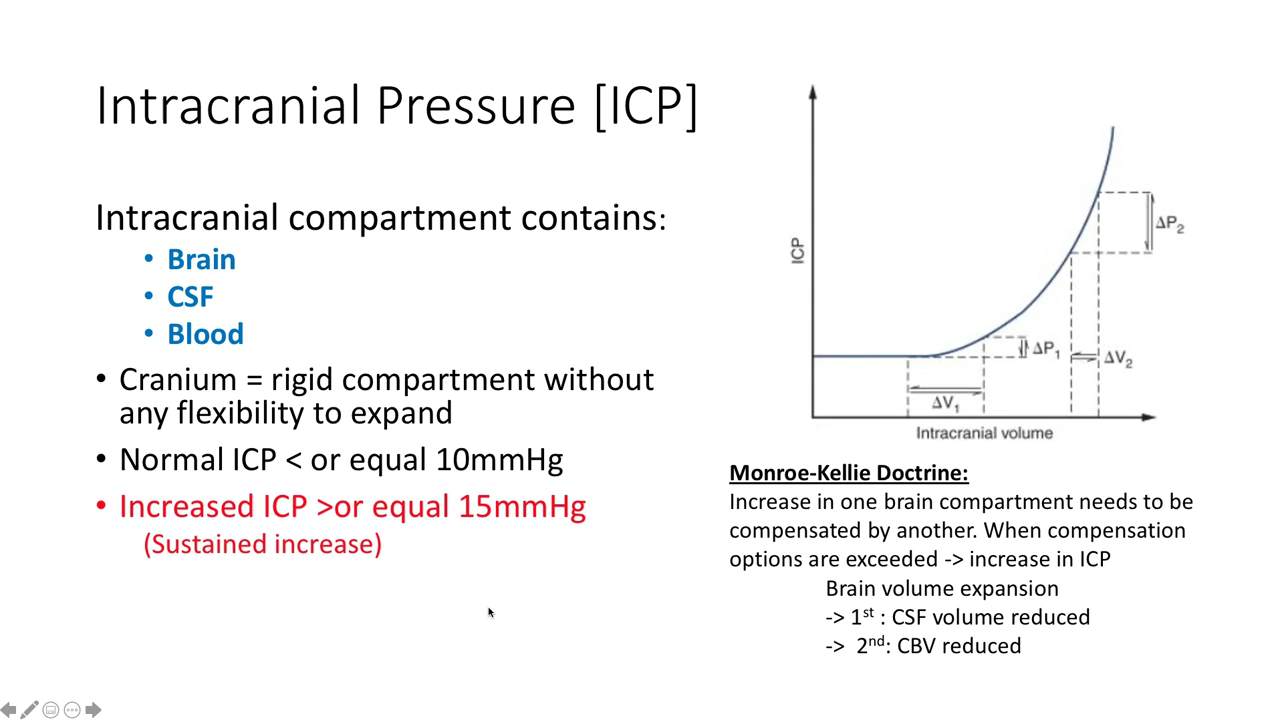 Intracranial Pressure [ICP]
Intracranial compartment contains:
• Brain
• CSF
• Blood
• Cranium = rigid compartment without
any flexibility to expand
• Normal ICP < or equal 10mmHg
• Increased ICP >or equal 15mmHg
(Sustained increase)
ICP
ΔP₂
ΔP₁
ΔV₂
ΔV₁
Intracranial volume
Monroe-Kellie Doctrine:
Increase in one brain compartment needs to be
compensated by another. When compensation
options are exceeded -> increase in ICP
Brain volume expansion
-> 1st : CSF volume reduced
-> 2nd: CBV reduced